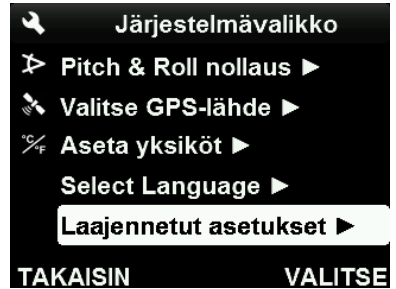 Järjestelmävalikko
Pitch & Roll nollaus ►
Valitse GPS-lähde ►
°C/°F Aseta yksiköt ►
Select Language ►
Laajennetut asetukset ►
TAKAISIN VALITSE